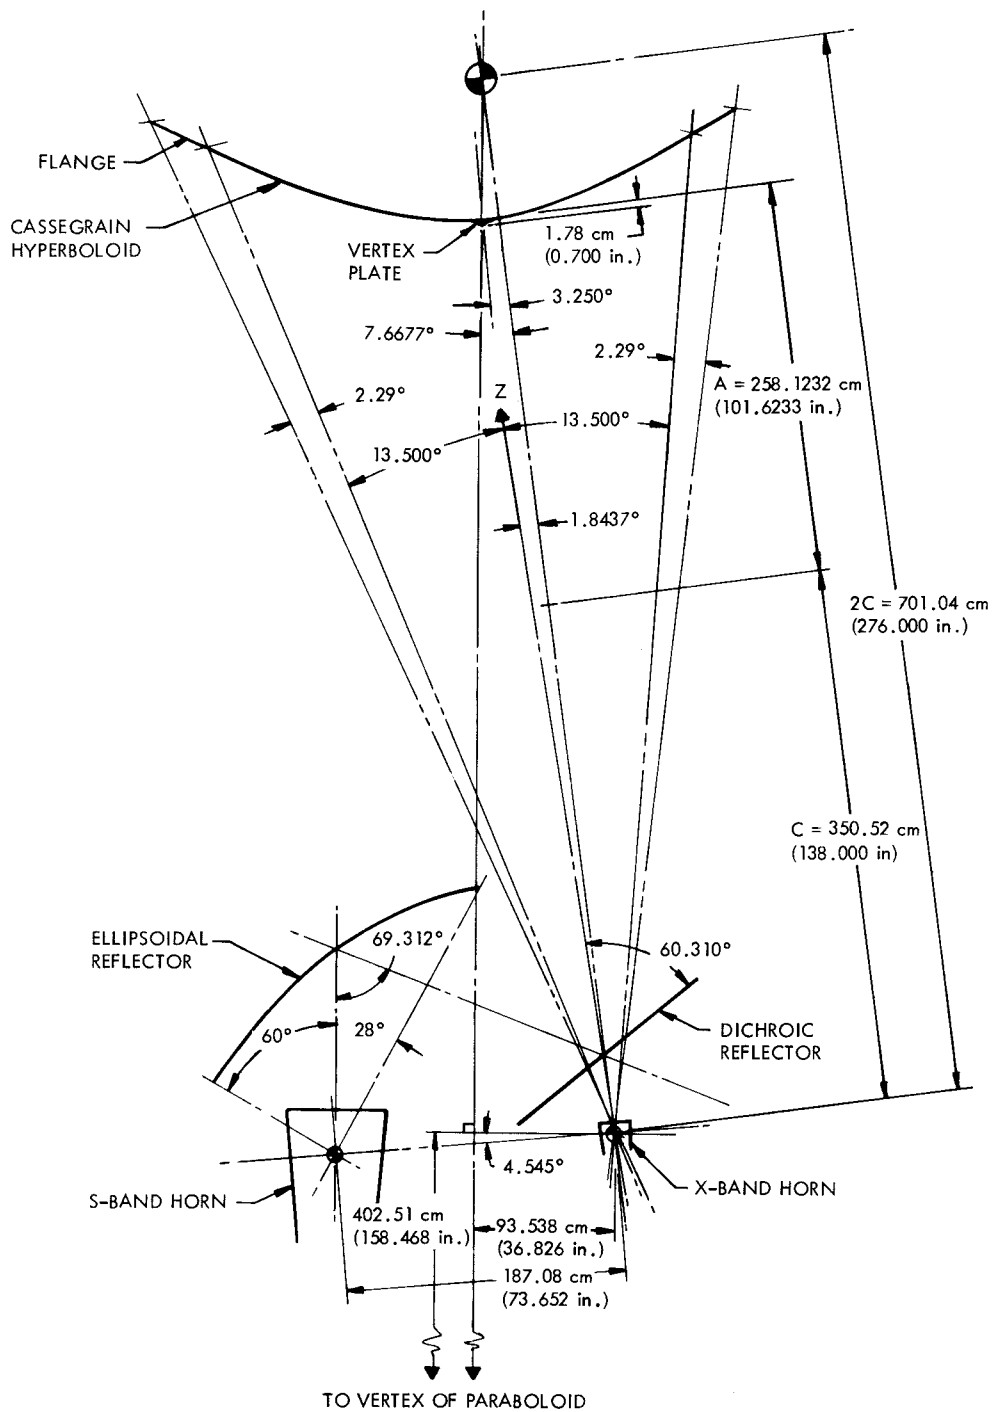 FLANGE
CASSEGRAIN
HYPERBOLOID
VERTEX
PLATE
1.78 cm
(0.700 in.)
3.250°
7.6677°
2.29°
2.29°
A = 258.1232 cm
(101.6233 in.)
Z
13.500°
13.500°
1.8437°
2C = 701.04 cm
(276.000 in.)
C = 350.52 cm
(138.000 in)
ELLIPSOIDAL
REFLECTOR
69.312°
60.310°
60°
28°
DICHROIC
REFLECTOR
4.545°
S-BAND HORN
X-BAND HORN
402.51 cm
(158.468 in.)
93.538 cm
(36.826 in.)
187.08 cm
(73.652 in.)
TO VERTEX OF PARABOLOID